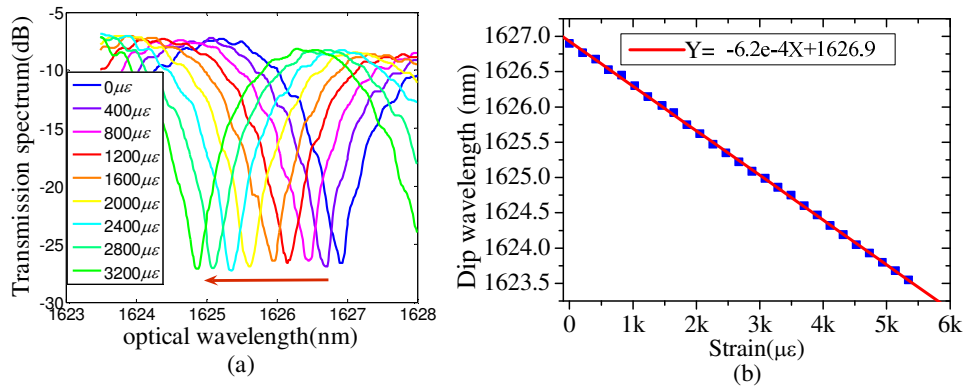 Transmission spectrum(dB)
-5
-10
-15
-20
-25
-30
0με
400με
800με
1200με
1600με
2000με
2400με
2800με
3200με
1623 1624 1625 1626 1627 1628
optical wavelength(nm)
(a)
Dip wavelength (nm)
1627.0
1626.5
1626.0
1625.5
1625.0
1624.5
1624.0
1623.5
Y= -6.2e-4X+1626.9
0 1k 2k 3k 4k 5k 6k
Strain(με)
(b)